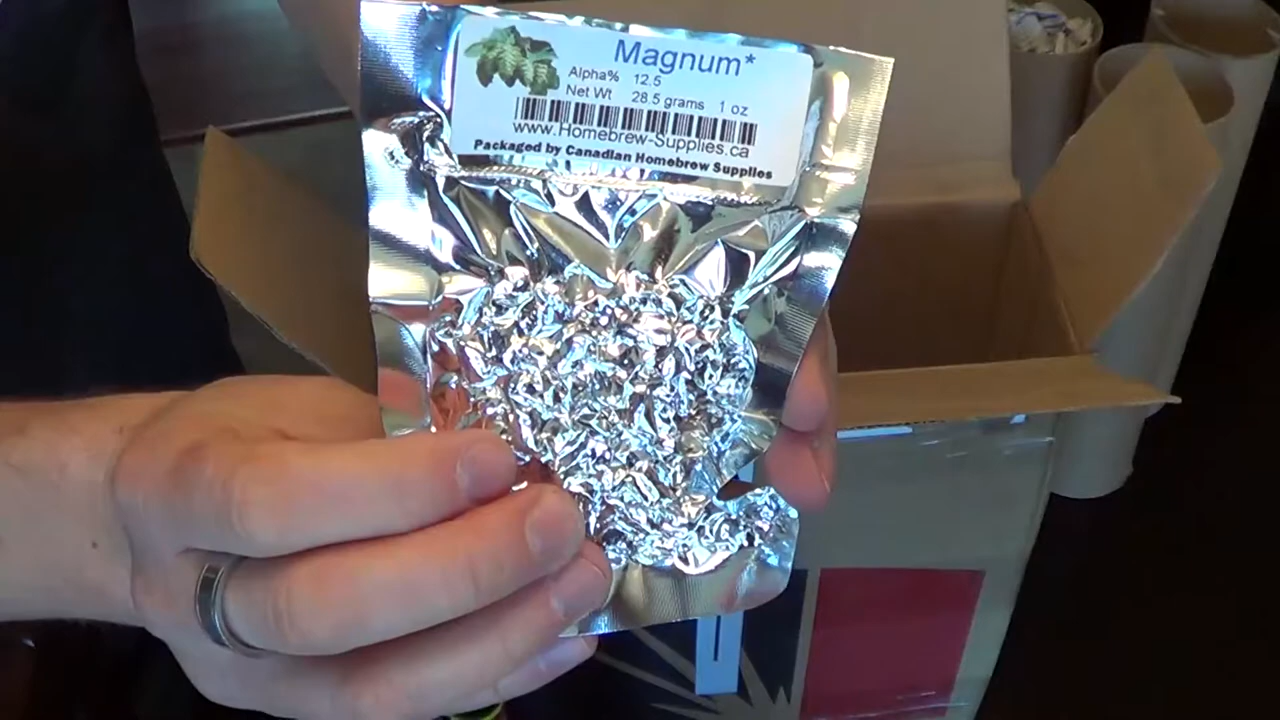 Magnum*
Alpha% 12.5
Net Wt 28.5 grams 1 oz
www.Homebrew-Supplies.ca
Packaged by Canadian Homebrew Supplies